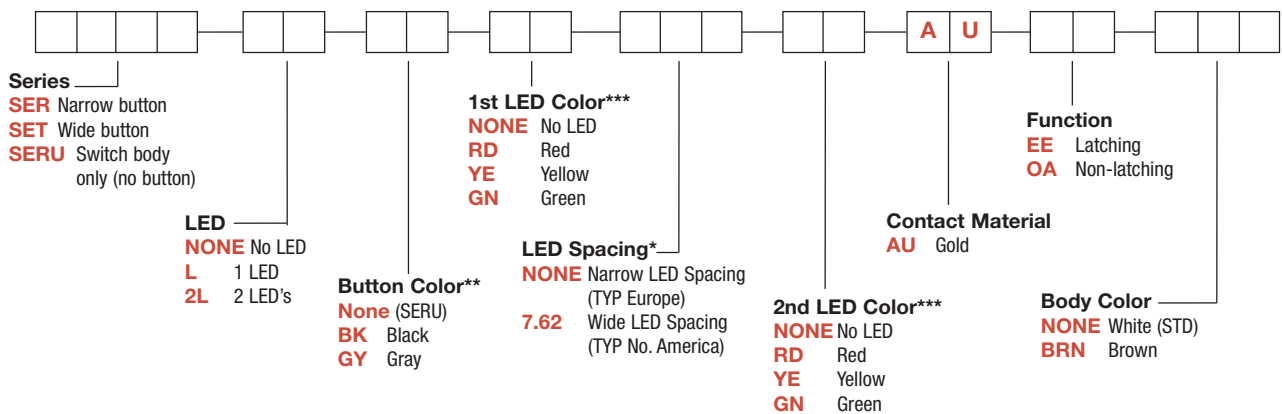 A U
Series
SER Narrow button
SET Wide button
SERU Switch body
only (no button)
LED
NONE No LED
L 1 LED
2L 2 LED's
Button Color**
None (SERU)
BK Black
GY Gray
1st LED Color***
NONE No LED
RD Red
YE Yellow
GN Green
LED Spacing*
NONE Narrow LED Spacing
(TYP Europe)
7.62 Wide LED Spacing
(TYP No. America)
2nd LED Color***
NONE No LED
RD Red
YE Yellow
GN Green
Contact Material
AU Gold
Function
EE Latching
OA Non-latching
Body Color
NONE White (STD)
BRN Brown